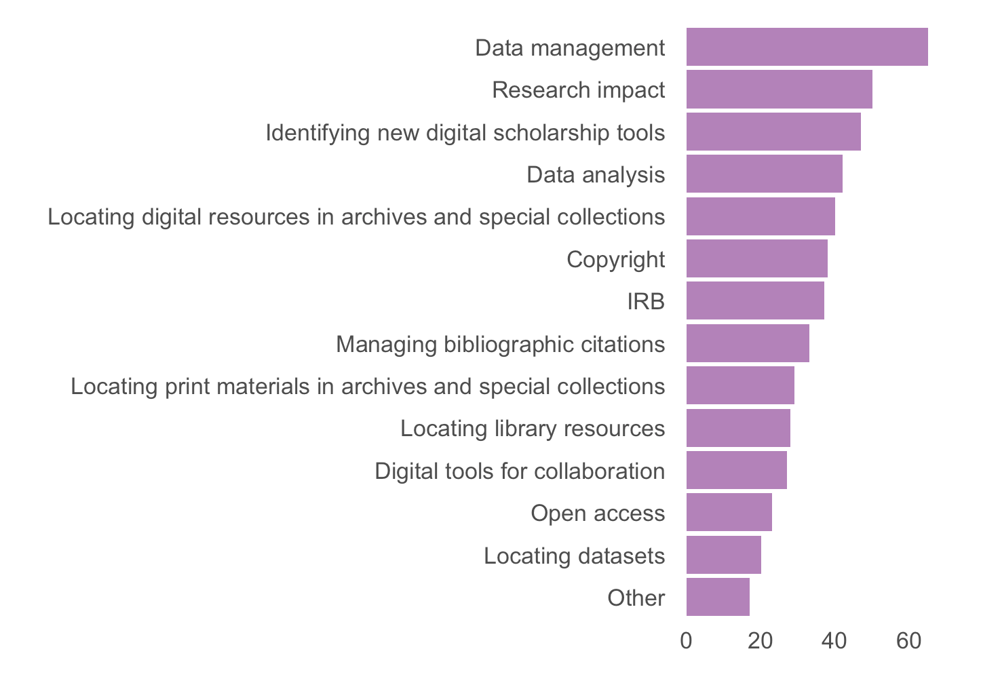 Data management
Research impact
Identifying new digital scholarship tools
Data analysis
Locating digital resources in archives and special collections
Copyright
IRB
Managing bibliographic citations
Locating print materials in archives and special collections
Locating library resources
Digital tools for collaboration
Open access
Locating datasets
Other
0 20 40 60